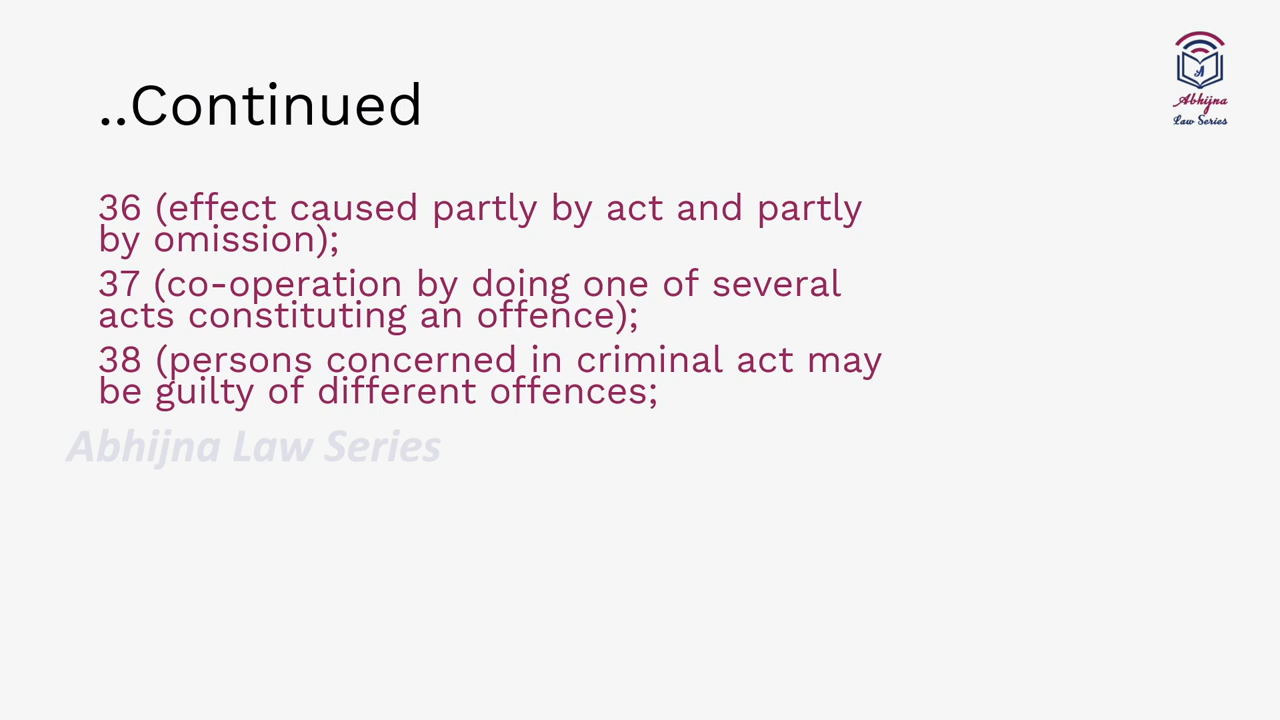 ..Continued
A
Abhijna
Law Series
36 (effect caused partly by act and partly
by omission);
37 (co-operation by doing one of several
acts constituting an offence);
38 (persons concerned in criminal act may
be guilty of different offences;
Abhijna Law Series